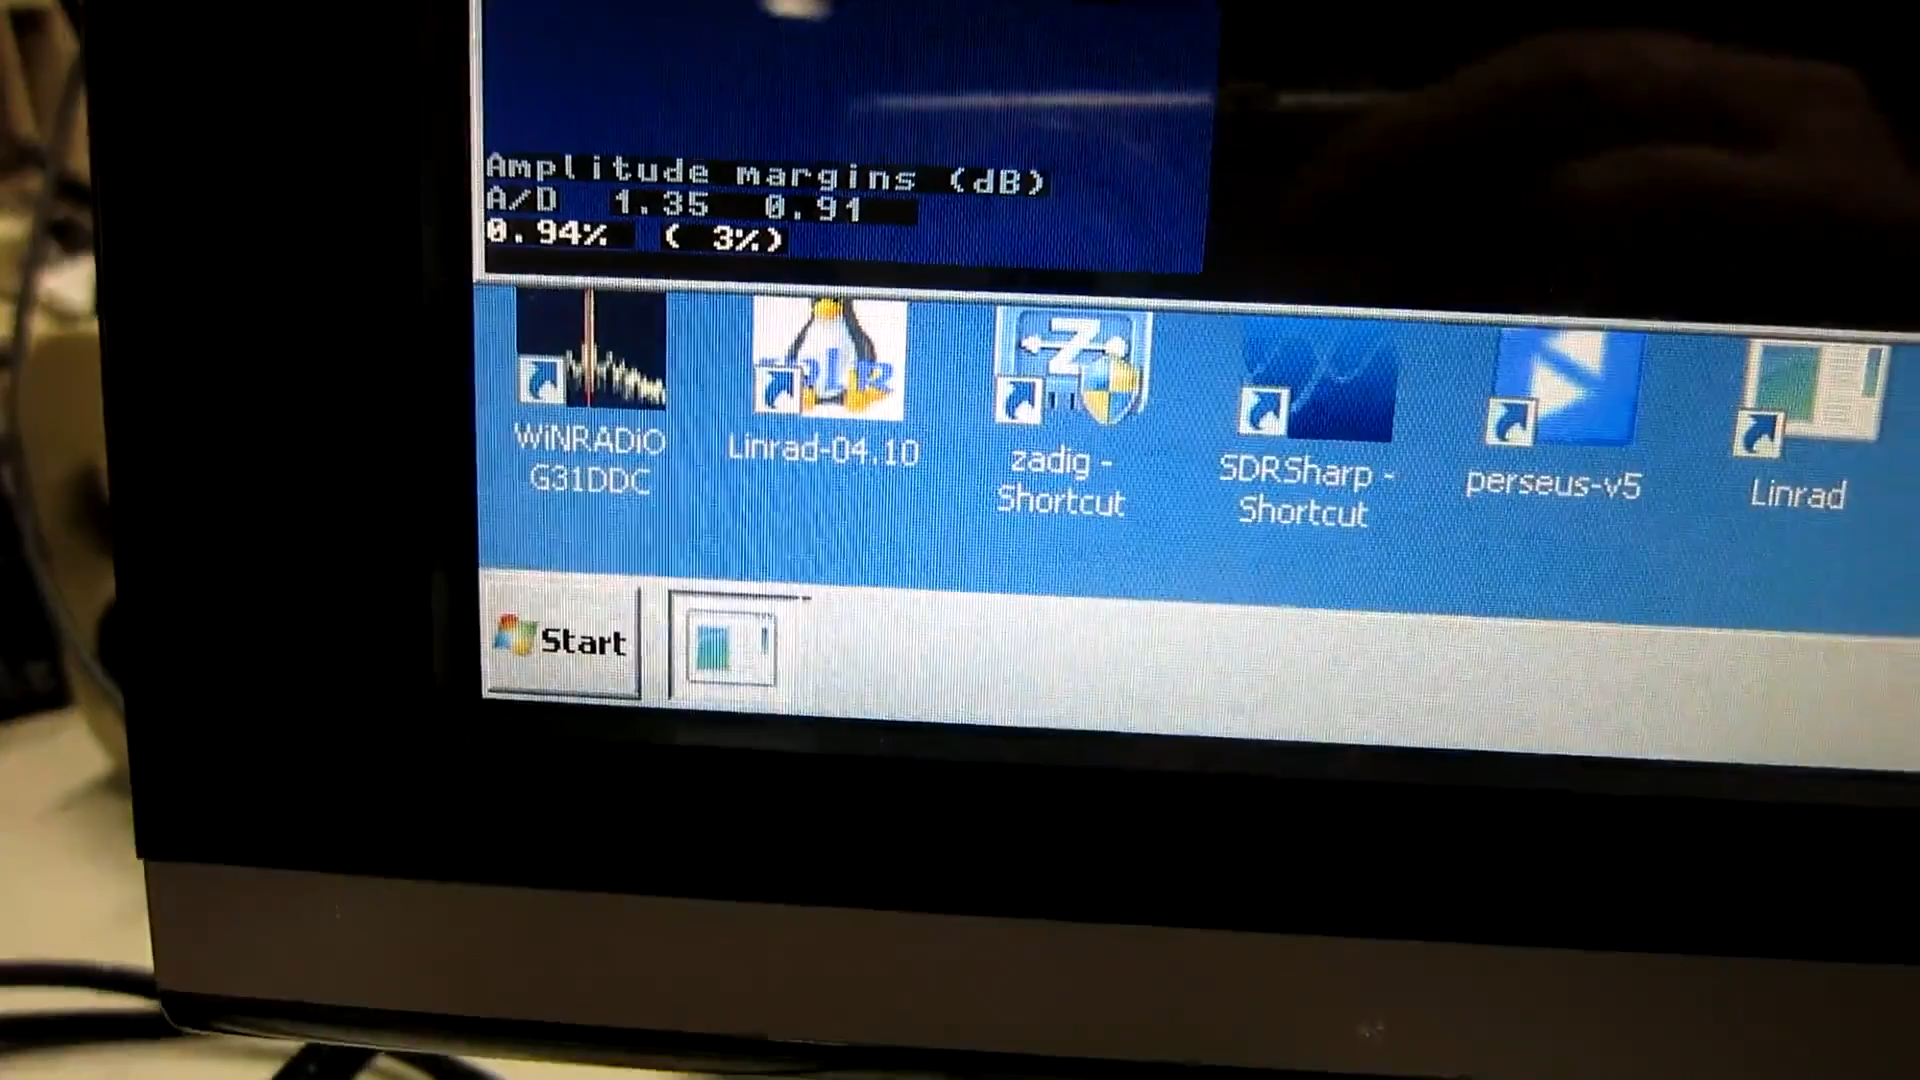 Amplitude margins (dB)
A/D 1.35 0.91
0.94% ( 3%)
WiNRADiO
G31DDC
Linrad-04.10
zadig -
Shortcut
SDRSharp -
Shortcut
perseus-v5
Linrad
Start